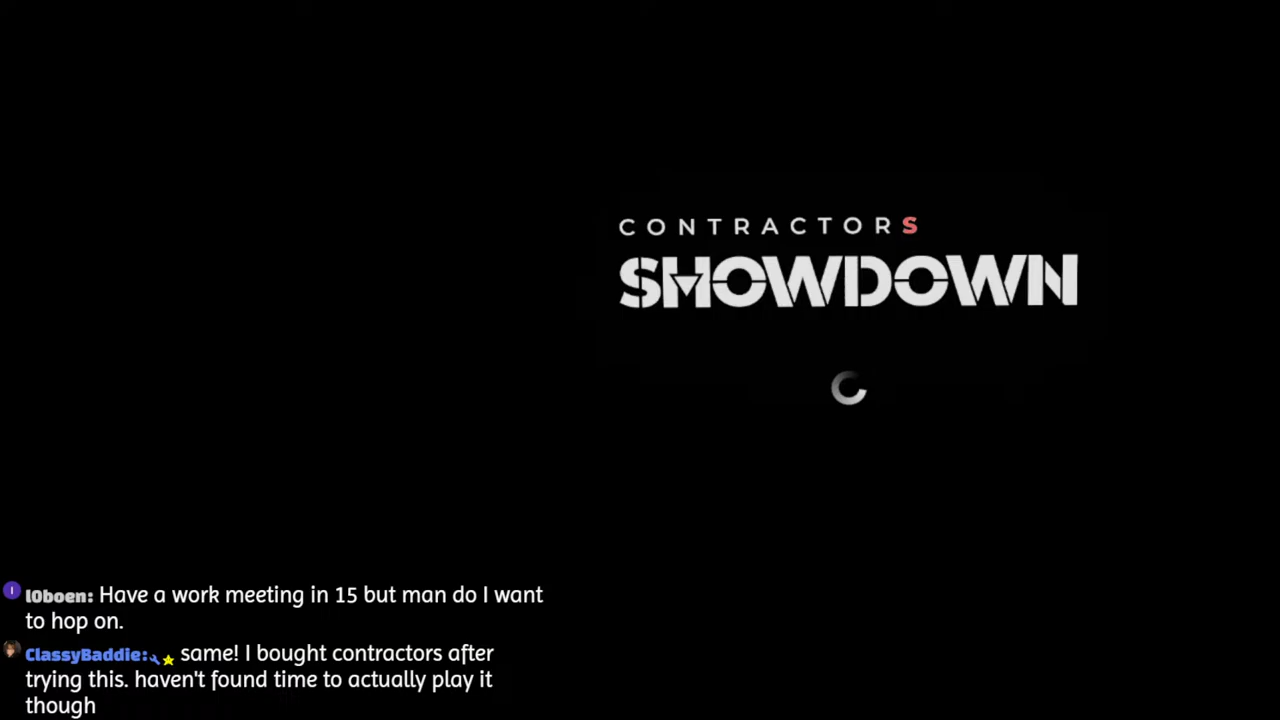 CONTRACTORS
SHOWDOWN
I
l0boen: Have a work meeting in 15 but man do I want
to hop on.
ClassyBaddie: same! I bought contractors after
trying this. haven't found time to actually play it
though